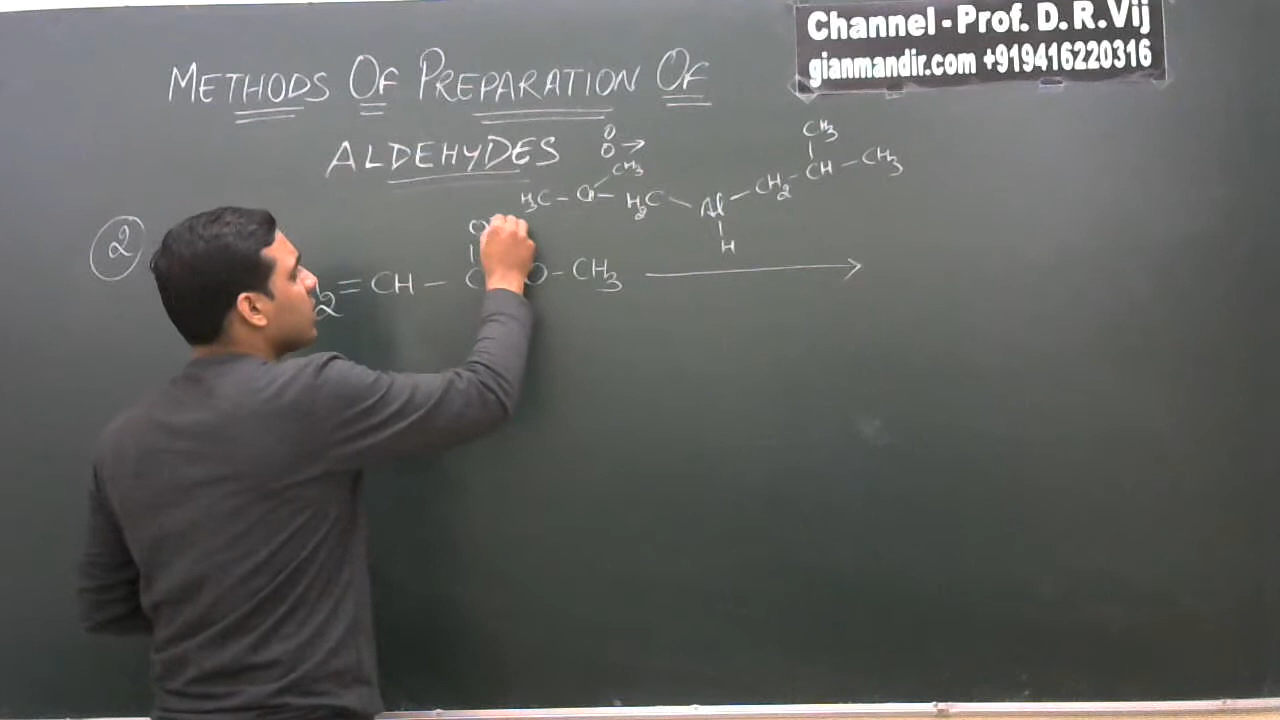 Channel - Prof. D. R. Vij
gianmandir.com +919416220316
METHODS OF PREPARATION OF
ALDEHYDES
O
O →
CH3
CH3
H3C - CH - H2C - Al - CH2 - CH - CH3
H
2
O
2 = CH - C O - CH3 →